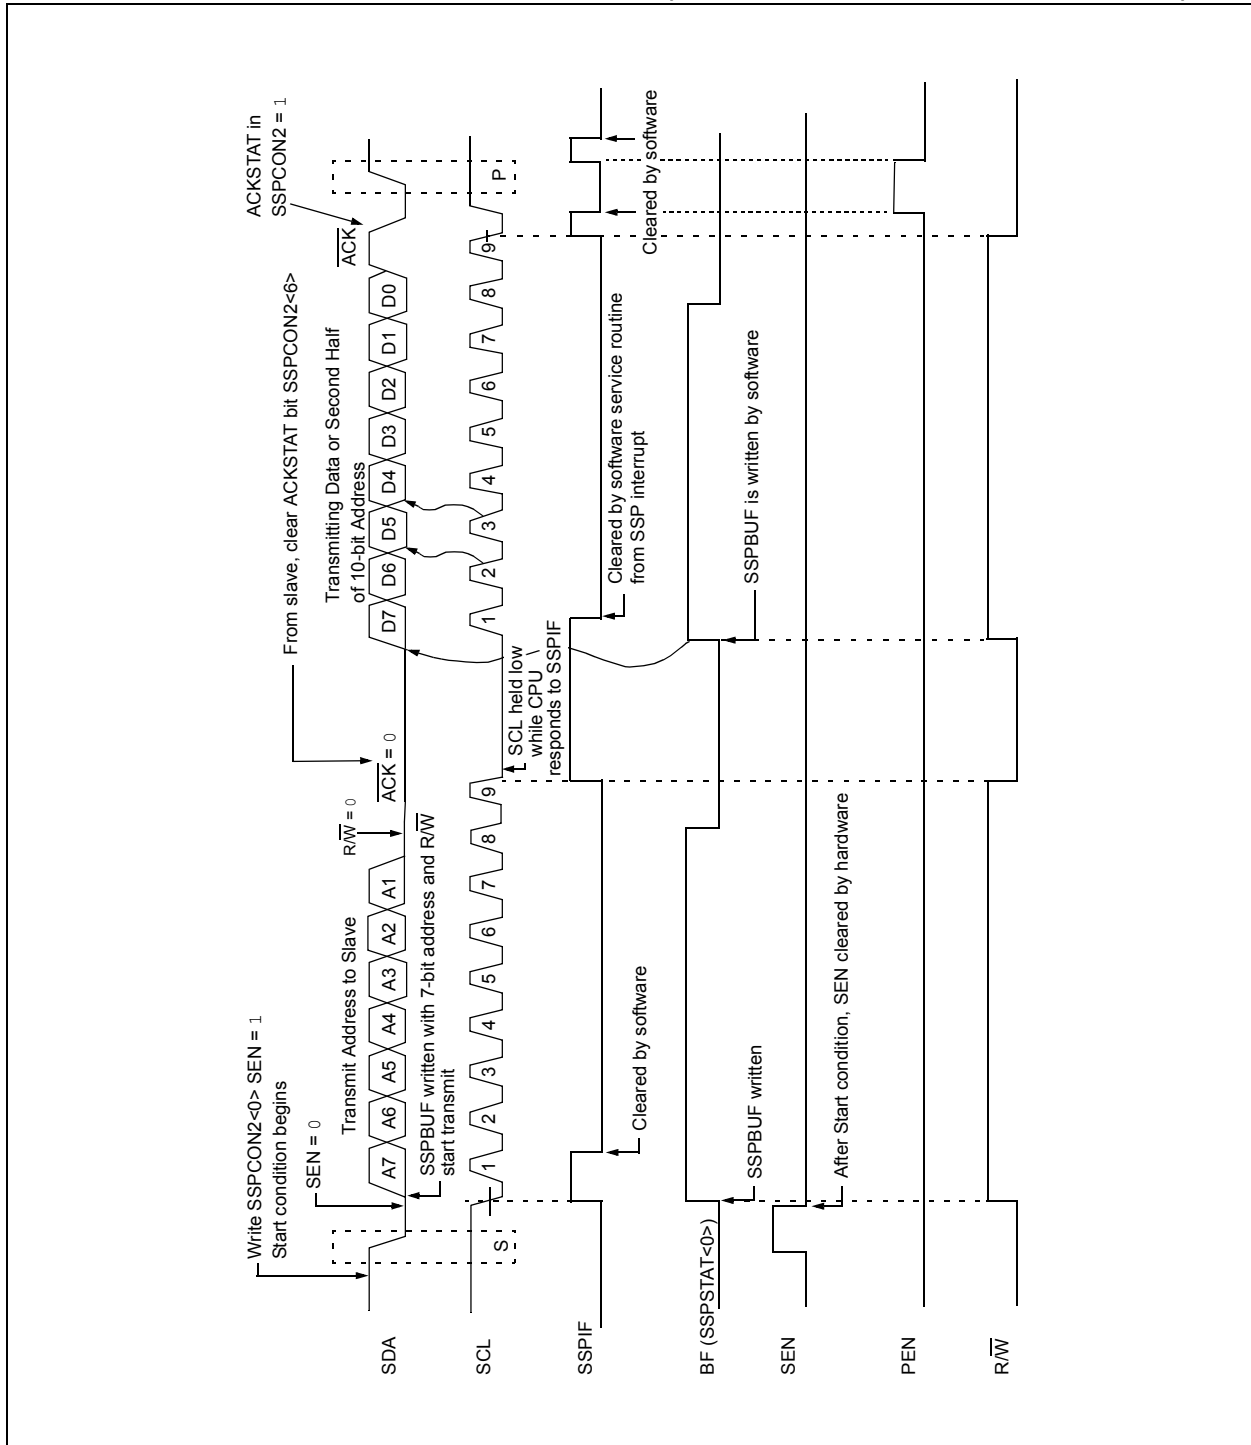 Write SSPCON2<0> SEN = 1
Start condition begins
SEN = 0
Transmit Address to Slave
R/W = 0
From slave, clear ACKSTAT bit SSPCON2<6>
ACK = 0
Transmitting Data or Second Half
of 10-bit Address
ACK
ACKSTAT in
SSPCON2 = 1
SDA
A7 A6 A5 A4 A3 A2 A1
D7 D6 D5 D4 D3 D2 D1 D0
SSPBUF written with 7-bit address and R/W
start transmit
SCL
S
1 2 3 4 5 6 7 8 9
1 2 3 4 5 6 7 8 9
P
SCL held low
while CPU
responds to SSPIF
SSPIF
Cleared by software
Cleared by software service routine
from SSP interrupt
Cleared by software
Cleared by software
BF (SSPSTAT<0>)
SSPBUF written
SSPBUF is written by software
SEN
After Start condition, SEN cleared by hardware
PEN
R/W